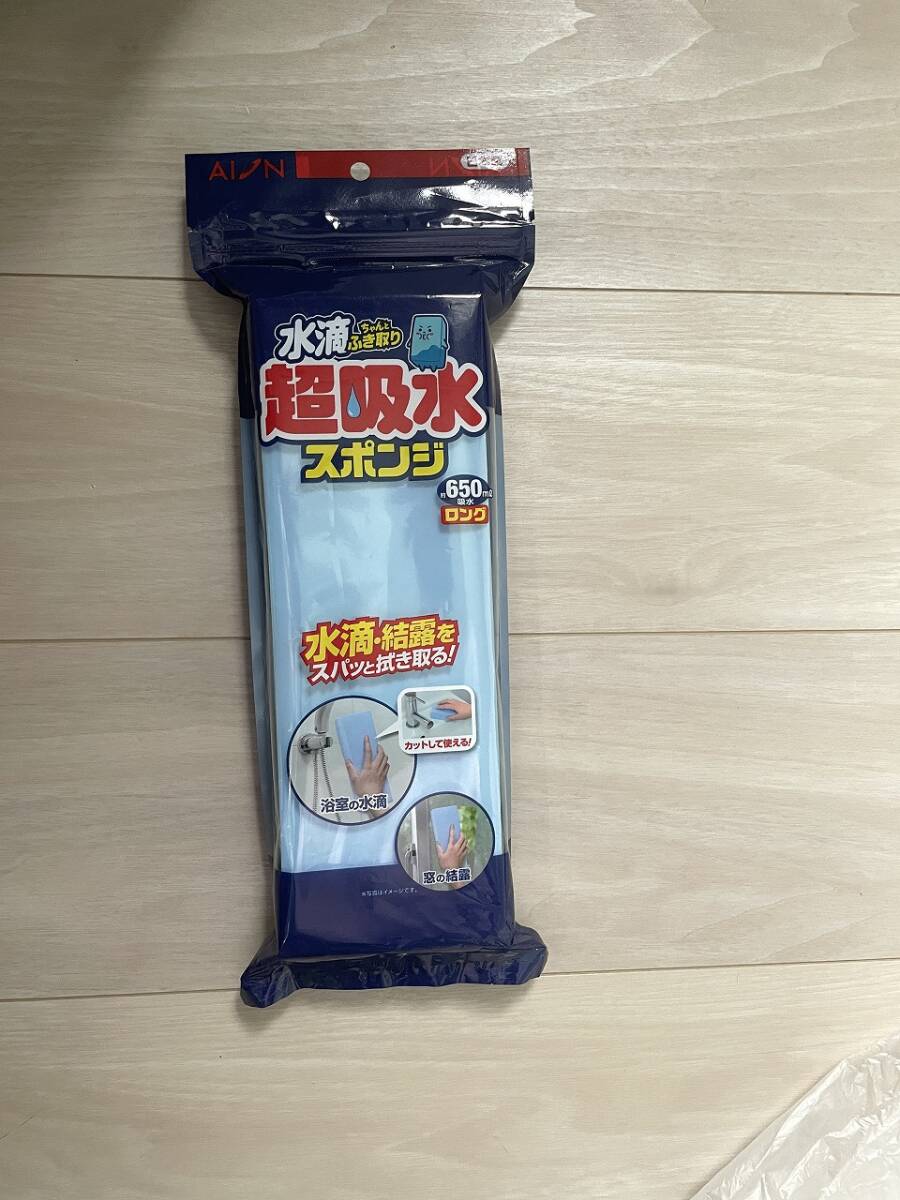 AION
水滴ちゃんとふき取り
超吸水
スポンジ
約650mℓ
吸水
ロング
水滴・結露を
スパッと拭き取る!
カットして使える!
浴室の水滴
窓の結露
※写真はイメージです。